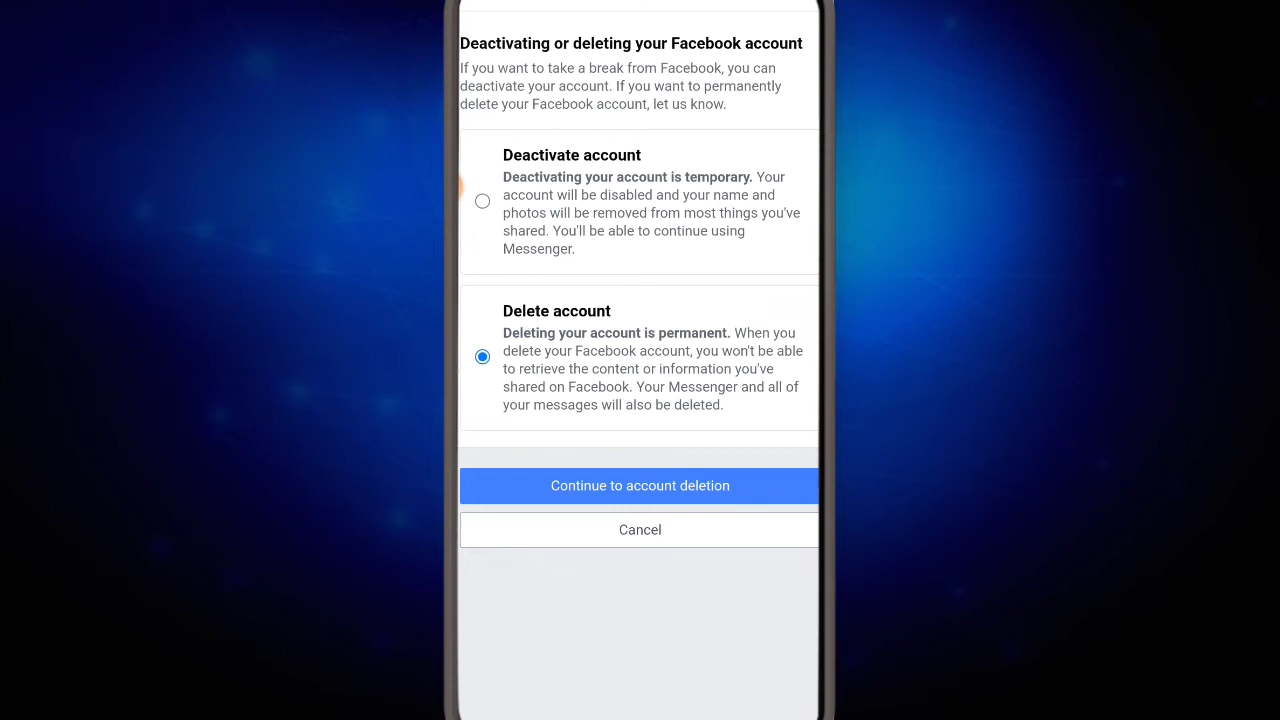 Deactivating or deleting your Facebook account
If you want to take a break from Facebook, you can
deactivate your account. If you want to permanently
delete your Facebook account, let us know.
Deactivate account
Deactivating your account is temporary. Your
account will be disabled and your name and
photos will be removed from most things you've
shared. You'll be able to continue using
Messenger.
Delete account
Deleting your account is permanent. When you
delete your Facebook account, you won't be able
to retrieve the content or information you've
shared on Facebook. Your Messenger and all of
your messages will also be deleted.
Continue to account deletion
Cancel